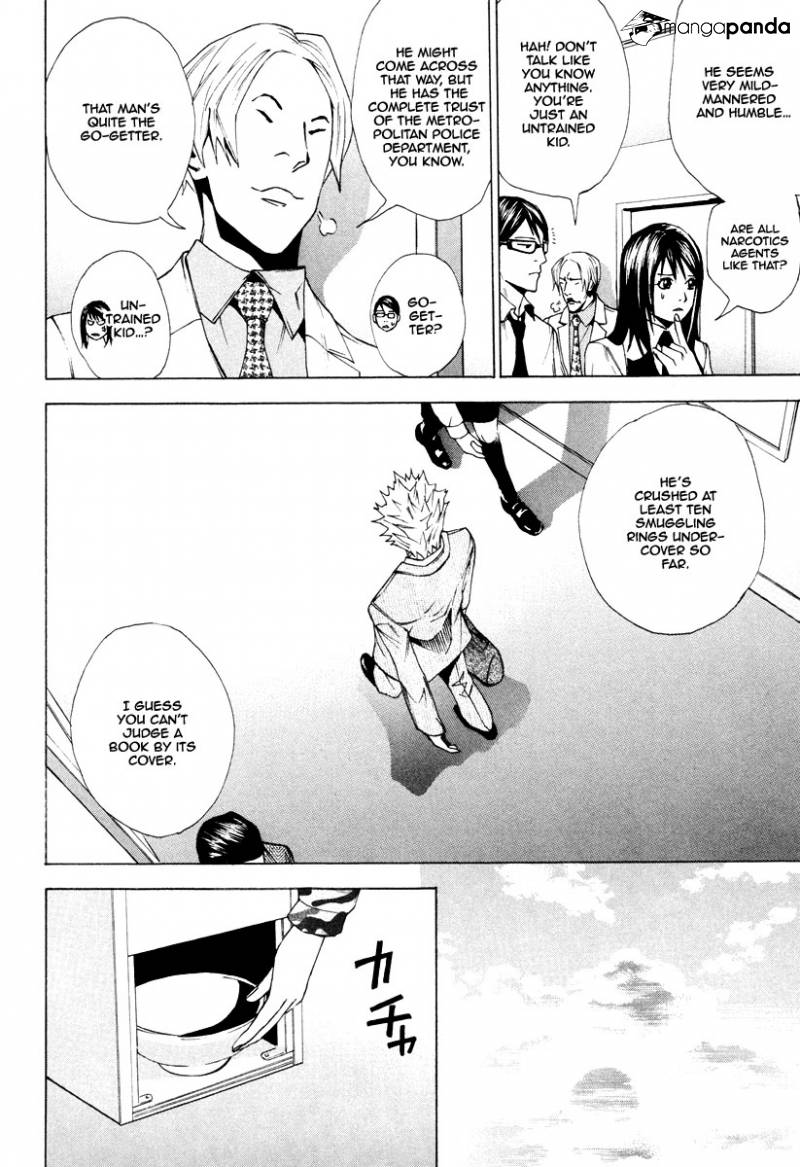 mangapanda
HE SEEMS
VERY MILD-
MANNERED
AND HUMBLE...
ARE ALL
NARCOTICS
AGENTS
LIKE THAT?
HAH! DON'T
TALK LIKE
YOU KNOW
ANYTHING.
YOU'RE
JUST AN
UNTRAINED
KID.
HE MIGHT
COME ACROSS
THAT WAY, BUT
HE HAS THE
COMPLETE TRUST
OF THE METRO-
POLITAN POLICE
DEPARTMENT,
YOU KNOW.
THAT MAN'S
QUITE THE
GO-GETTER.
GO-
GET-
TER?
UN-
TRAINED
KID...?
HE'S
CRUSHED AT
LEAST TEN
SMUGGLING
RINGS UNDER-
COVER SO
FAR.
I GUESS
YOU CAN'T
JUDGE A
BOOK BY ITS
COVER.
カチャ